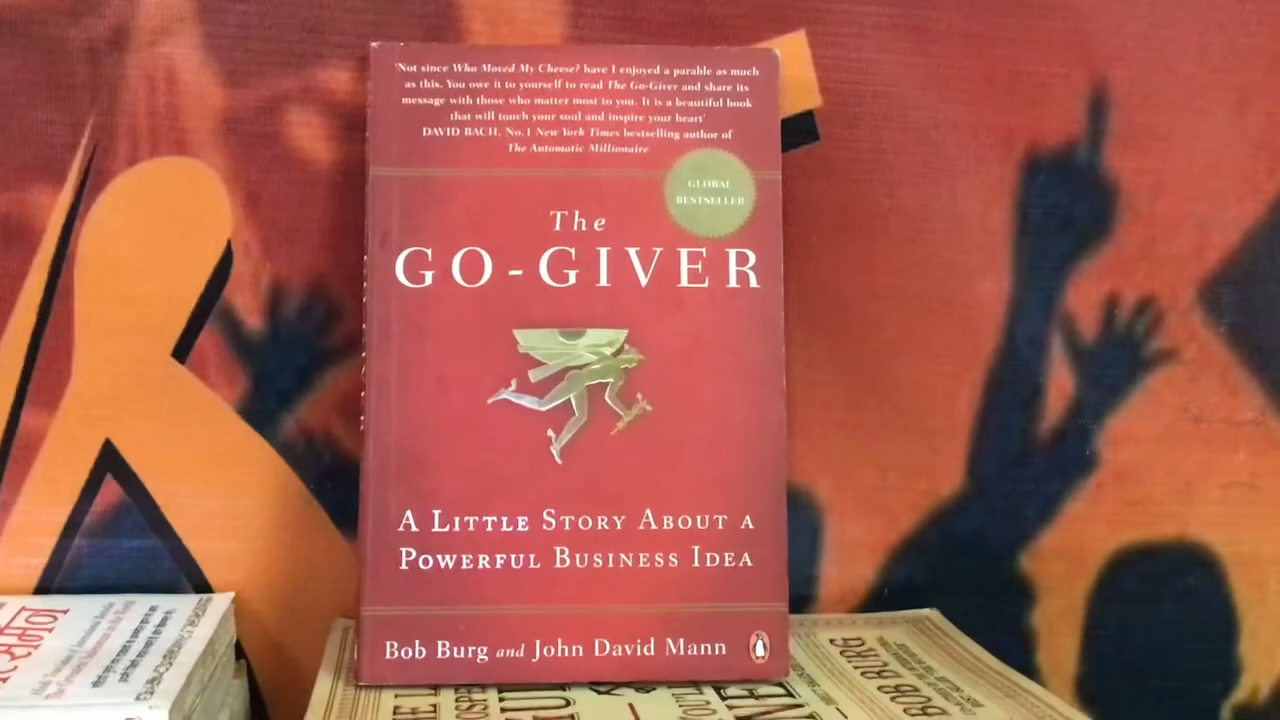 'Not since Who Moved My Cheese? have I enjoyed a parable as much
as this. You owe it to yourself to read The Go-Giver and share its
message with those who matter most to you. It is a beautiful book
that will touch your soul and inspire your heart'
DAVID BACH, No.1 New York Times bestselling author of
The Automatic Millionaire
GLOBAL
BESTSELLER
The
GO-GIVER
A LITTLE STORY ABOUT A
POWERFUL BUSINESS IDEA
Bob Burg and John David Mann
BOB BURG